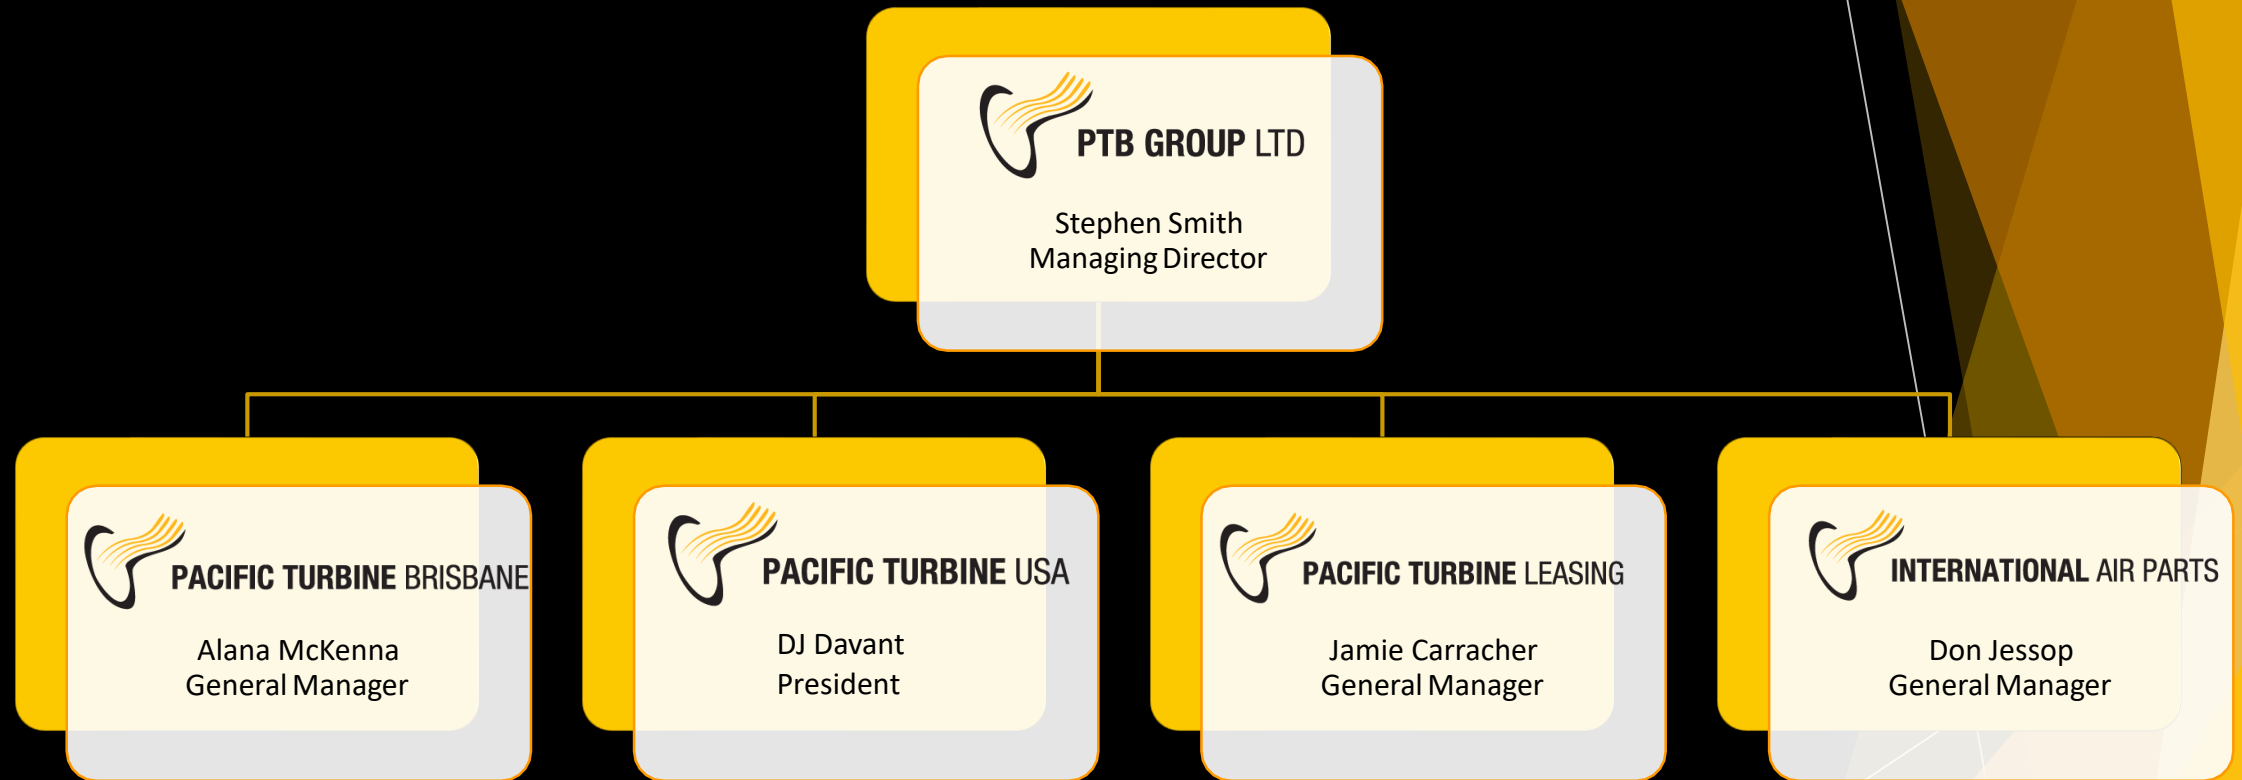 PTB GROUP LTD
Stephen Smith
Managing Director
PACIFIC TURBINE BRISBANE
Alana McKenna
General Manager
PACIFIC TURBINE USA
DJ Davant
President
PACIFIC TURBINE LEASING
Jamie Carracher
General Manager
INTERNATIONAL AIR PARTS
Don Jessop
General Manager